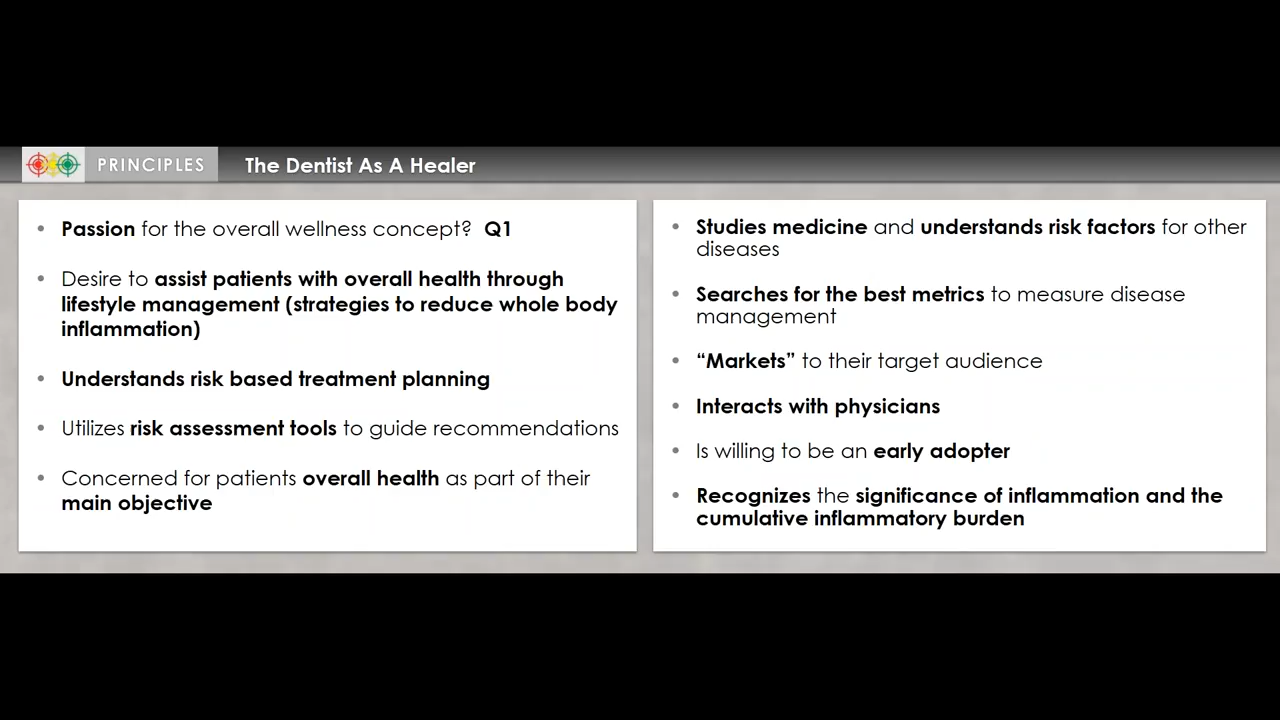 PRINCIPLES
The Dentist As A Healer
• Passion for the overall wellness concept? Q1
• Desire to assist patients with overall health through
lifestyle management (strategies to reduce whole body
inflammation)
• Understands risk based treatment planning
• Utilizes risk assessment tools to guide recommendations
• Concerned for patients overall health as part of their
main objective
• Studies medicine and understands risk factors for other
diseases
• Searches for the best metrics to measure disease
management
• “Markets” to their target audience
• Interacts with physicians
• Is willing to be an early adopter
• Recognizes the significance of inflammation and the
cumulative inflammatory burden